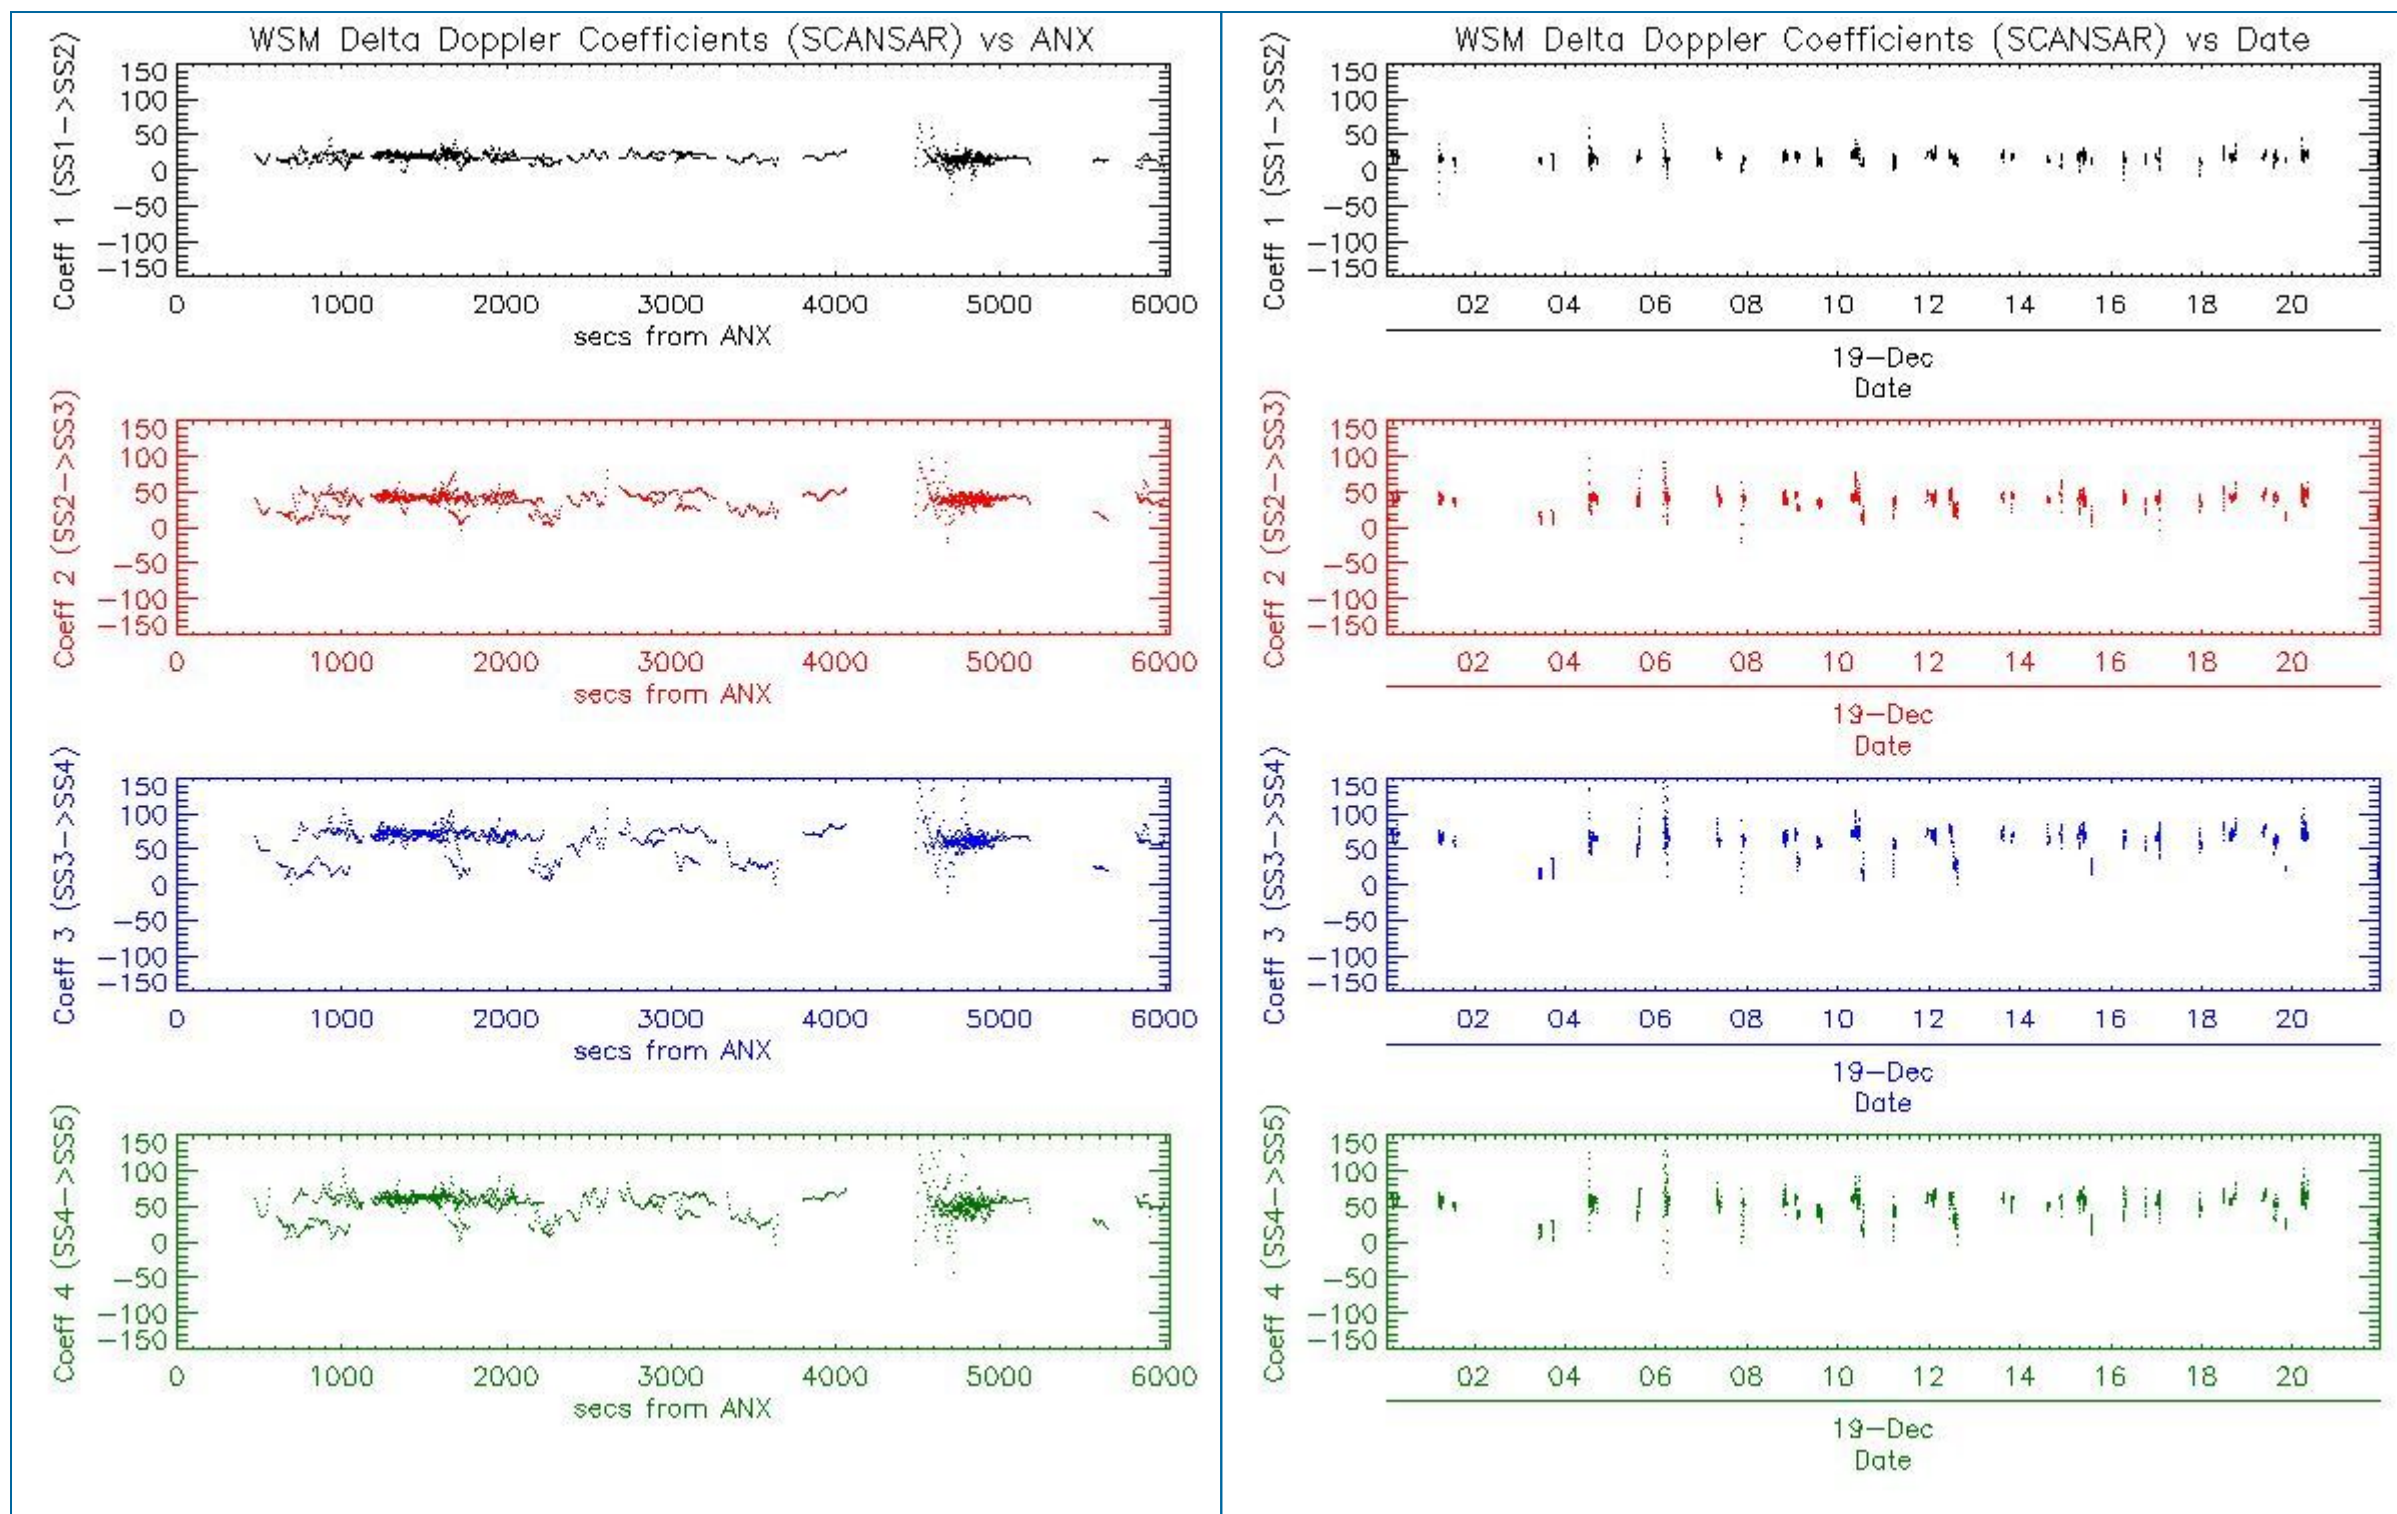 WSM Delta Doppler Coefficients (SCANSAR) vs ANX
Coeff 1 (SS1->SS2)
150
100
50
0
-50
-100
-150
0 1000 2000 3000 4000 5000 6000
secs from ANX
Coeff 2 (SS2->SS3)
150
100
50
0
-50
-100
-150
0 1000 2000 3000 4000 5000 6000
secs from ANX
Coeff 3 (SS3->SS4)
150
100
50
0
-50
-100
-150
0 1000 2000 3000 4000 5000 6000
secs from ANX
Coeff 4 (SS4->SS5)
150
100
50
0
-50
-100
-150
0 1000 2000 3000 4000 5000 6000
secs from ANX
WSM Delta Doppler Coefficients (SCANSAR) vs Date
Coeff 1 (SS1->SS2)
150
100
50
0
-50
-100
-150
02 04 06 08 10 12 14 16 18 20
19-Dec
Date
Coeff 2 (SS2->SS3)
150
100
50
0
-50
-100
-150
02 04 06 08 10 12 14 16 18 20
19-Dec
Date
Coeff 3 (SS3->SS4)
150
100
50
0
-50
-100
-150
02 04 06 08 10 12 14 16 18 20
19-Dec
Date
Coeff 4 (SS4->SS5)
150
100
50
0
-50
-100
-150
02 04 06 08 10 12 14 16 18 20
19-Dec
Date